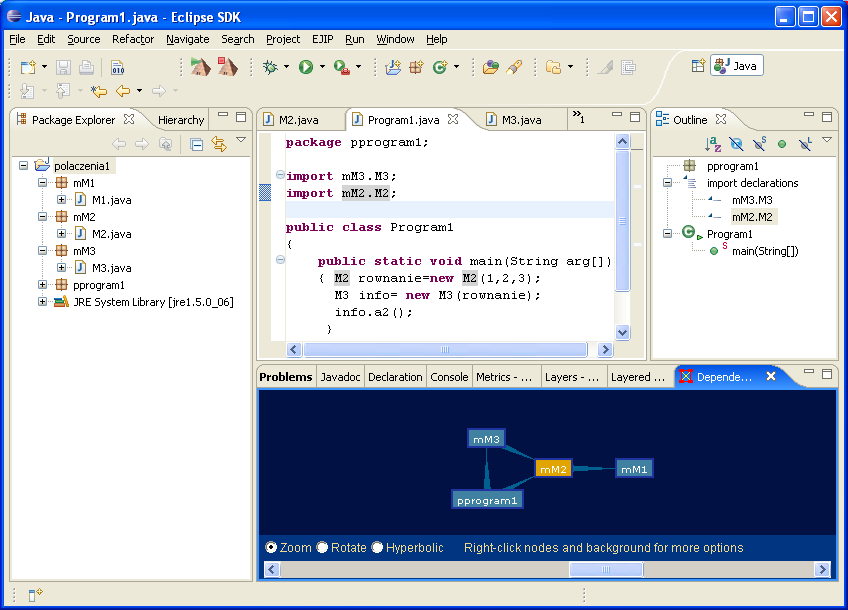 Java - Program1.java - Eclipse SDK
File Edit Source Refactor Navigate Search Project EJIP Run Window Help
010
Java
Package Explorer
Hierarchy
polaczenia1
mM1
M1.java
mM2
M2.java
mM3
M3.java
pprogram1
JRE System Library [jre1.5.0_06]
M2.java
Program1.java
M3.java
»1
package pprogram1;
import mM3.M3;
import mM2.M2;
public class Program1
{
public static void main(String arg[])
{ M2 rownanie=new M2(1,2,3);
M3 info= new M3(rownanie);
info.a2();
}
Outline
pprogram1
import declarations
mM3.M3
mM2.M2
Program1
main(String[])
Problems Javadoc Declaration Console Metrics - ... Layers - ... Layered ... Depende...
mM3
mM2
mM1
pprogram1
Zoom Rotate Hyperbolic Right-click nodes and background for more options